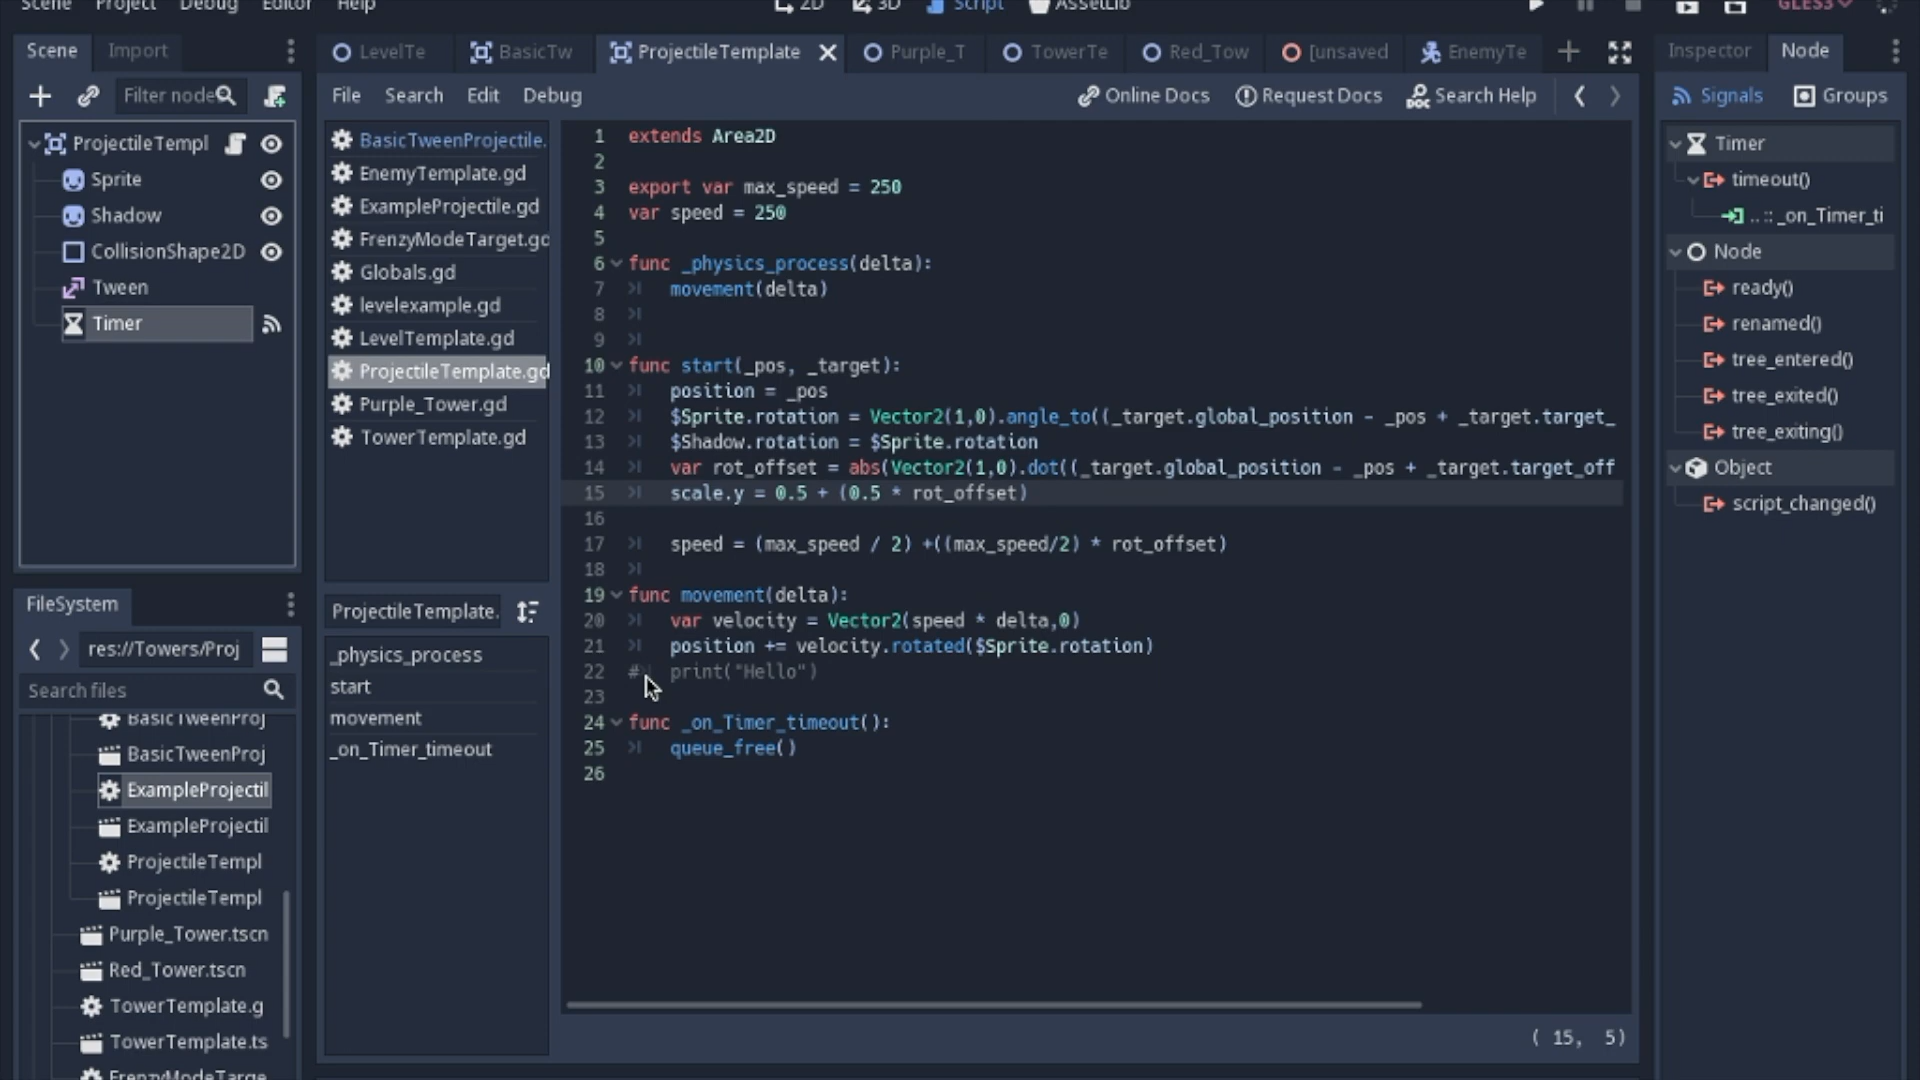 Scene Project Debug Editor Help 2D 3D Script AssetLib GLES3
Scene Import
LevelTe BasicTw ProjectileTemplate Purple_T TowerTe Red_Tow [unsaved EnemyTe
Inspector Node
Filter node
File Search Edit Debug
Online Docs Request Docs Search Help
Signals Groups
ProjectileTempl
Sprite
Shadow
CollisionShape2D
Tween
Timer
BasicTweenProjectile.
EnemyTemplate.gd
ExampleProjectile.gd
FrenzyModeTarget.gd
Globals.gd
levelexample.gd
LevelTemplate.gd
ProjectileTemplate.gd
Purple_Tower.gd
TowerTemplate.gd
ProjectileTemplate.
_physics_process
start
movement
_on_Timer_timeout
1 extends Area2D
2
3 export var max_speed = 250
4 var speed = 250
5
6 func _physics_process(delta):
7 movement(delta)
8
9
10 func start(_pos, _target):
11 position = _pos
12 $Sprite.rotation = Vector2(1,0).angle_to((_target.global_position - _pos + _target.target_
13 $Shadow.rotation = $Sprite.rotation
14 var rot_offset = abs(Vector2(1,0).dot((_target.global_position - _pos + _target.target_off
15 scale.y = 0.5 + (0.5 * rot_offset)
16
17 speed = (max_speed / 2) +((max_speed/2) * rot_offset)
18
19 func movement(delta):
20 var velocity = Vector2(speed * delta,0)
21 position += velocity.rotated($Sprite.rotation)
22 # print("Hello")
23
24 func _on_Timer_timeout():
25 queue_free()
26
( 15, 5)
Timer
timeout()
.. :: _on_Timer_ti
Node
ready()
renamed()
tree_entered()
tree_exited()
tree_exiting()
Object
script_changed()
FileSystem
res://Towers/Proj
Search files
BasicTweenProj
BasicTweenProj
ExampleProjectil
ExampleProjectil
ProjectileTempl
ProjectileTempl
Purple_Tower.tscn
Red_Tower.tscn
TowerTemplate.g
TowerTemplate.ts
FrenzyModeTarge